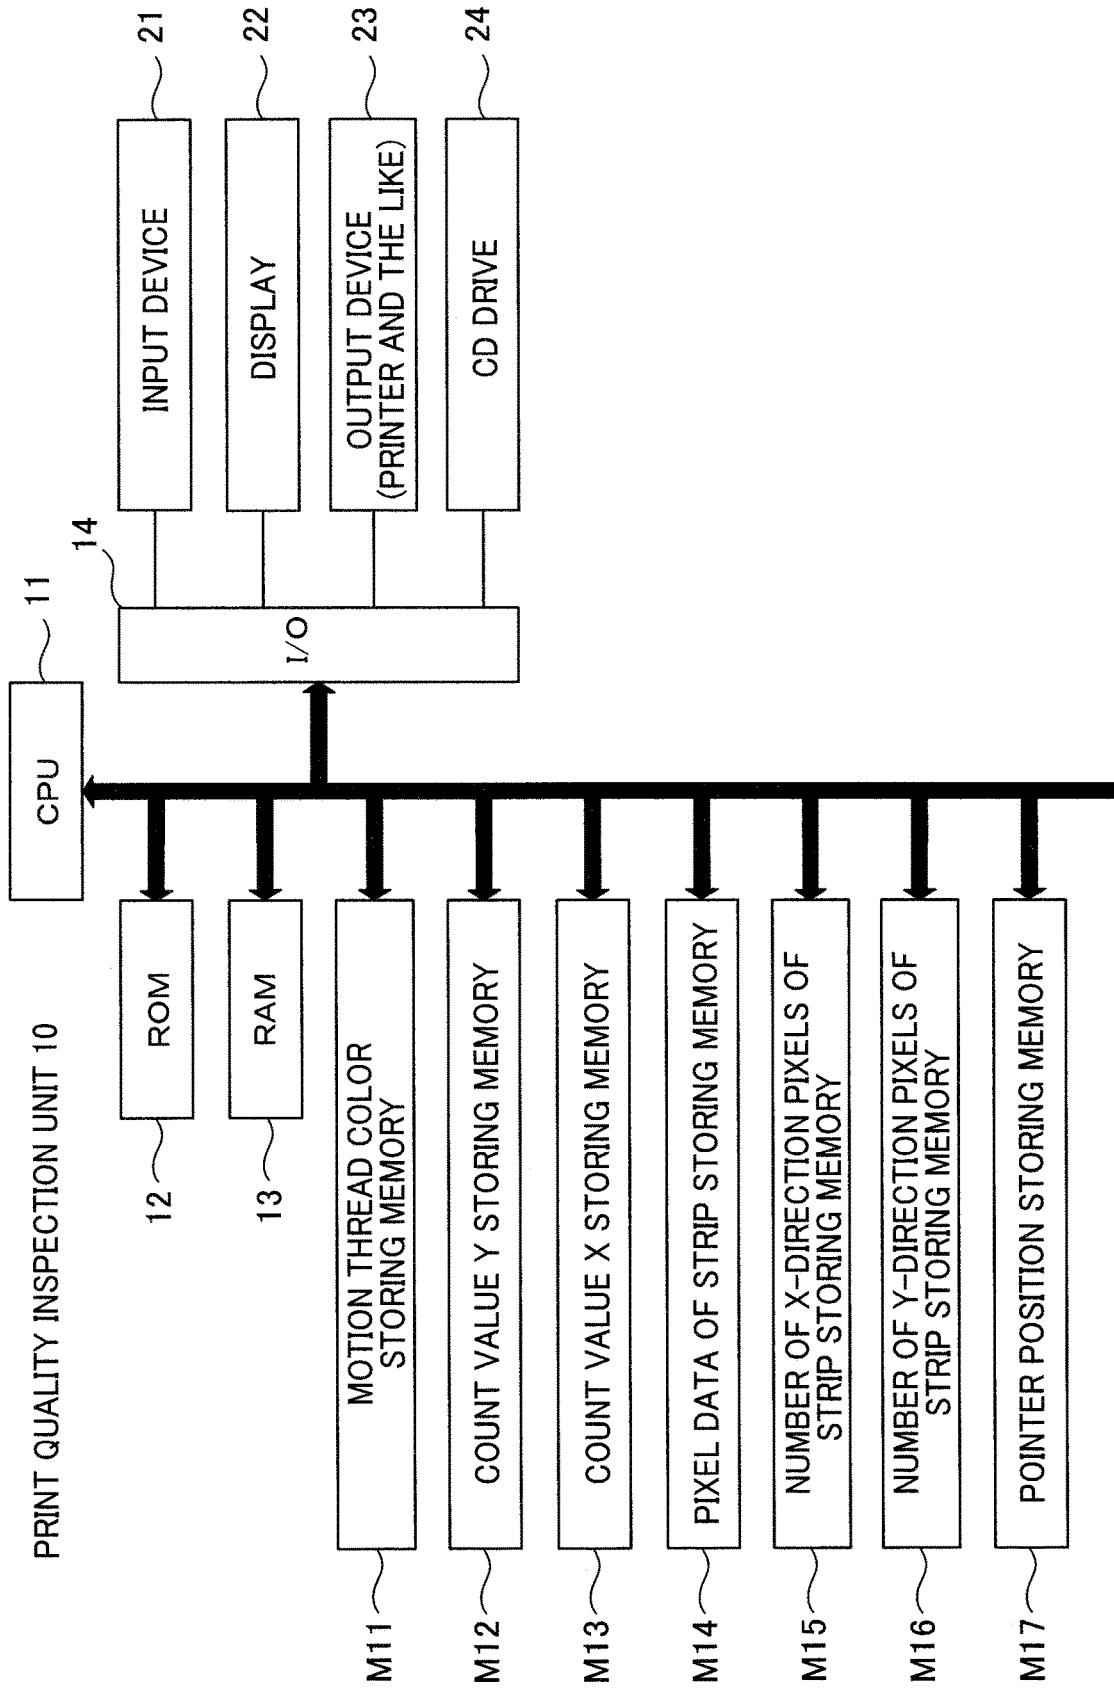 PRINT QUALITY INSPECTION UNIT 10
CPU
11
ROM
12
RAM
13
I/O
14
INPUT DEVICE
21
DISPLAY
22
OUTPUT DEVICE
(PRINTER AND THE LIKE)
23
CD DRIVE
24
MOTION THREAD COLOR
STORING MEMORY
M11
COUNT VALUE Y STORING MEMORY
M12
COUNT VALUE X STORING MEMORY
M13
PIXEL DATA OF STRIP STORING MEMORY
M14
NUMBER OF X-DIRECTION PIXELS OF
STRIP STORING MEMORY
M15
NUMBER OF Y-DIRECTION PIXELS OF
STRIP STORING MEMORY
M16
POINTER POSITION STORING MEMORY
M17